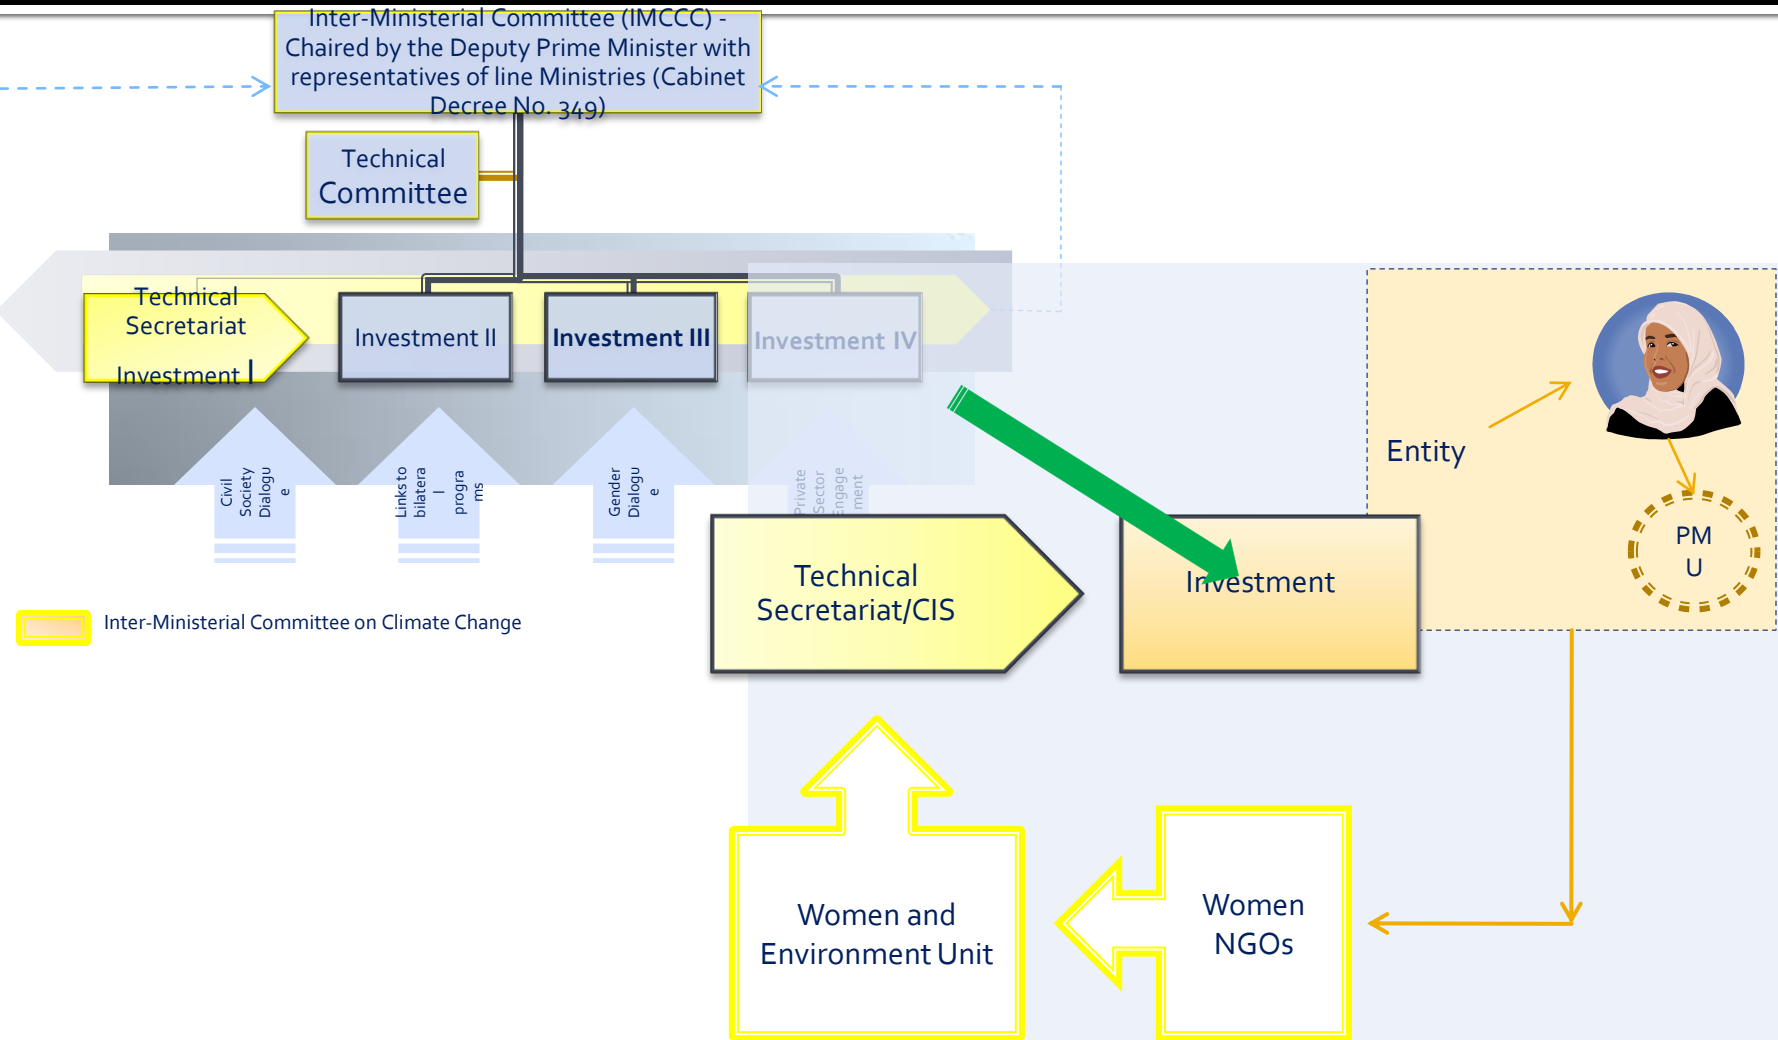 Inter-Ministerial Committee (IMCCC) -
Chaired by the Deputy Prime Minister with
representatives of line Ministries (Cabinet
Decree No. 349)
Technical
Committee
Technical
Secretariat
Investment I
Investment II
Investment III
Investment IV
Civil
Society
Dialogu
e
Links to
bilatera
l
progra
ms
Gender
Dialogu
e
Private
Sector
Engage
ment
Entity
PM
U
Technical
Secretariat/CIS
Investment
Inter-Ministerial Committee on Climate Change
Women and
Environment Unit
Women
NGOs